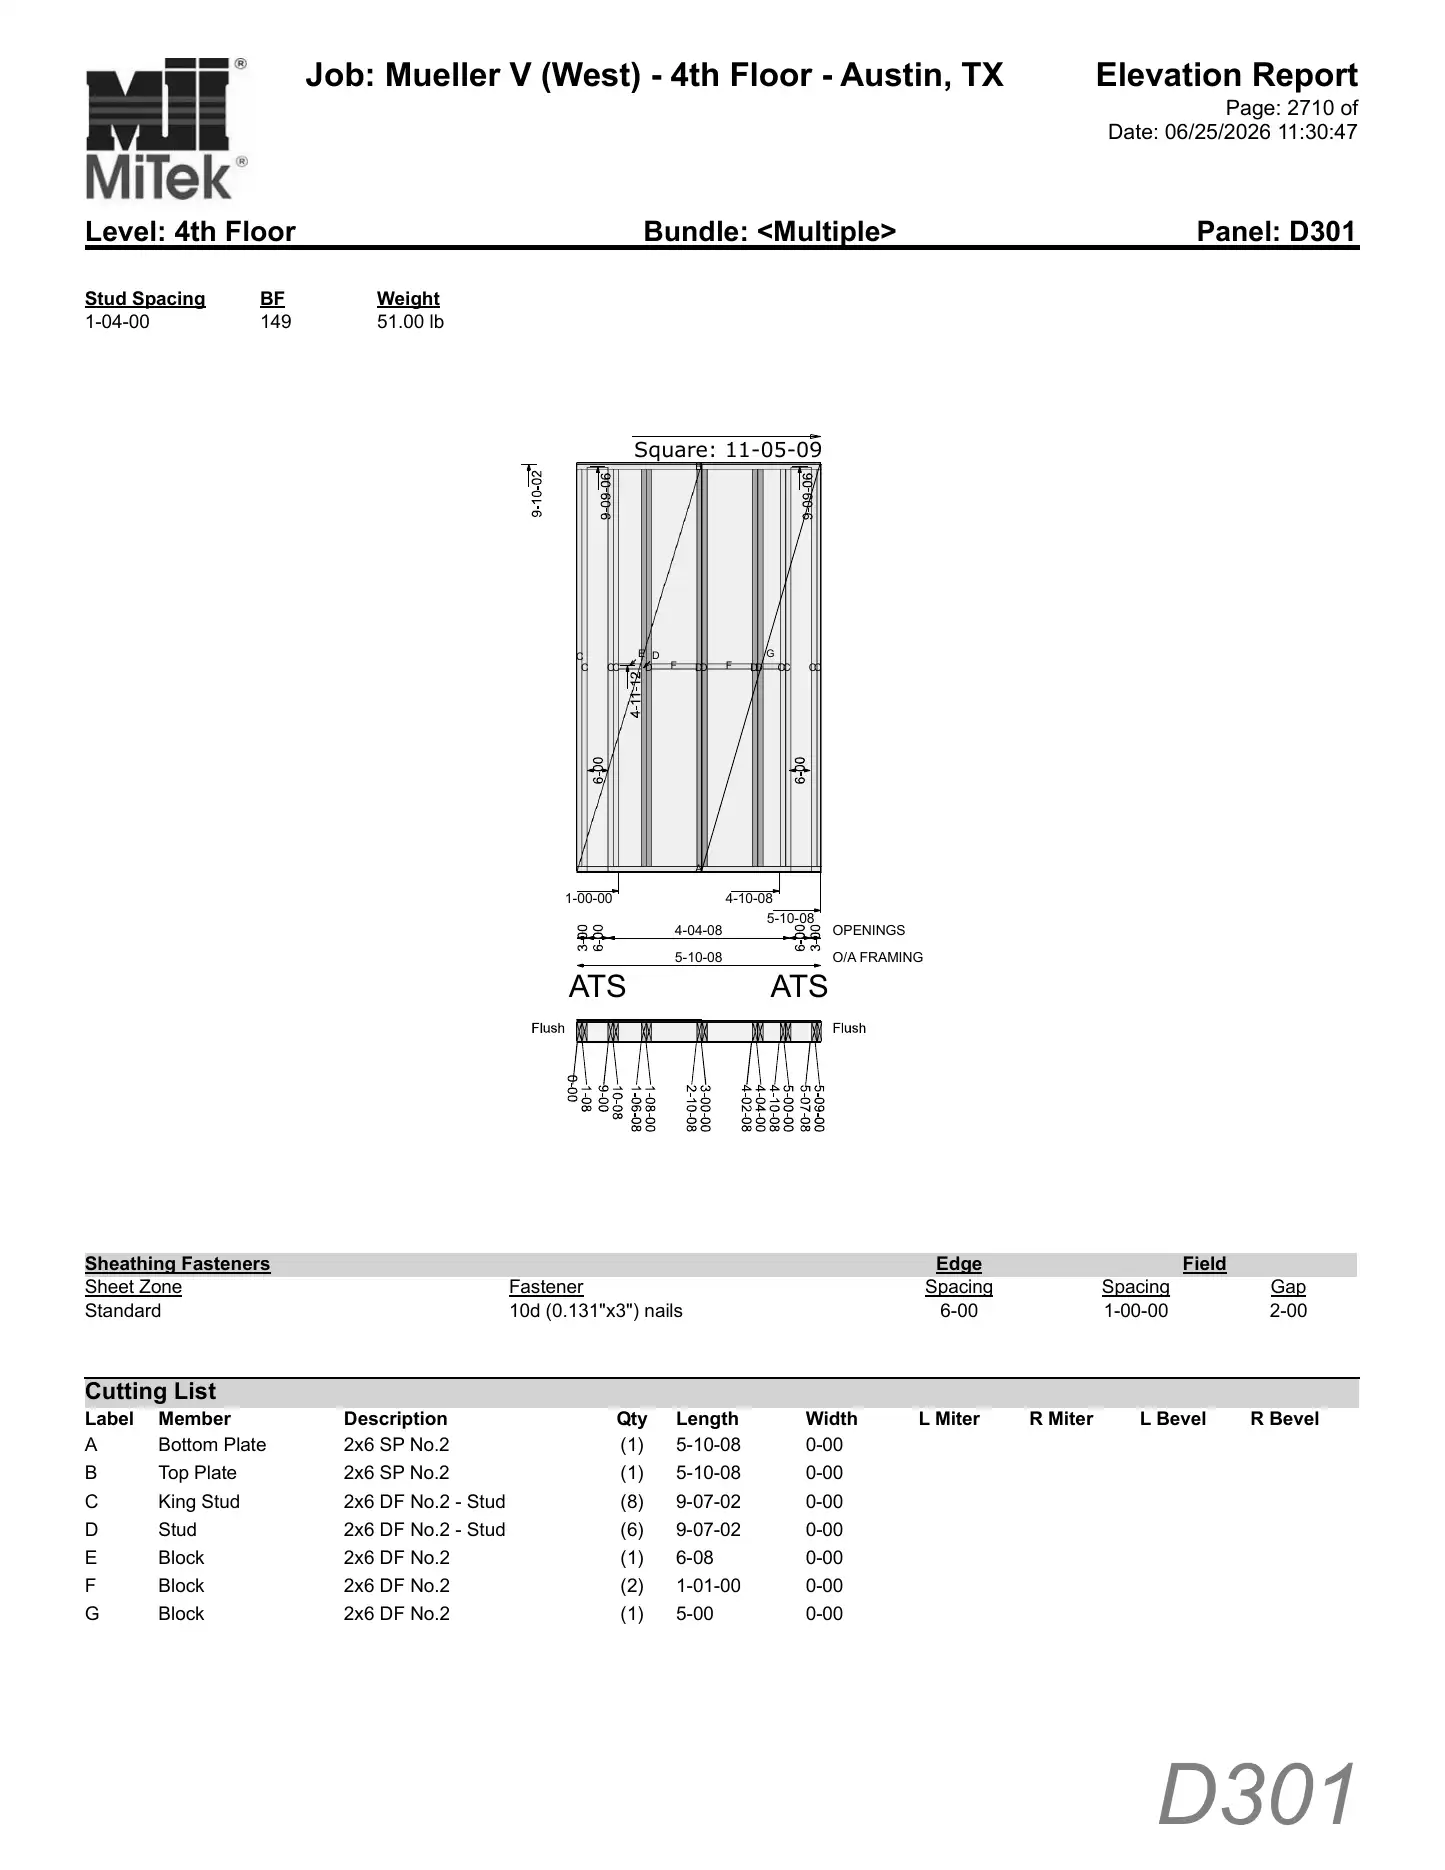 Job: Mueller V (West) - 4th Floor - Austin, TX
Elevation Report
Page: 2710 of
Date: 06/25/2026 11:30:47
MiTek®
Level: 4th Floor Bundle: <Multiple> Panel: D301
Stud Spacing BF Weight
1-04-00 149 51.00 lb
Square: 11-05-09
9-10-02 9-09-06 9-09-06
B
C E D G
C CC D F DD F DD CC CC
4-11-12
6-00 6-00
A
1-00-00 4-10-08
5-10-08
3-00 6-00 4-04-08 6-00 3-00 OPENINGS
5-10-08 O/A FRAMING
ATS ATS
Flush Flush
0-00 1-08 9-00 10-08 1-06-08 1-08-00 2-10-08 3-00-00 4-02-08 4-04-00 4-10-08 5-00-00 5-07-08 5-09-00
Sheathing Fasteners Edge Field
Sheet Zone Fastener Spacing Spacing Gap
Standard 10d (0.131"x3") nails 6-00 1-00-00 2-00
Cutting List
Label Member Description Qty Length Width L Miter R Miter L Bevel R Bevel
A Bottom Plate 2x6 SP No.2 (1) 5-10-08 0-00
B Top Plate 2x6 SP No.2 (1) 5-10-08 0-00
C King Stud 2x6 DF No.2 - Stud (8) 9-07-02 0-00
D Stud 2x6 DF No.2 - Stud (6) 9-07-02 0-00
E Block 2x6 DF No.2 (1) 6-08 0-00
F Block 2x6 DF No.2 (2) 1-01-00 0-00
G Block 2x6 DF No.2 (1) 5-00 0-00
D301